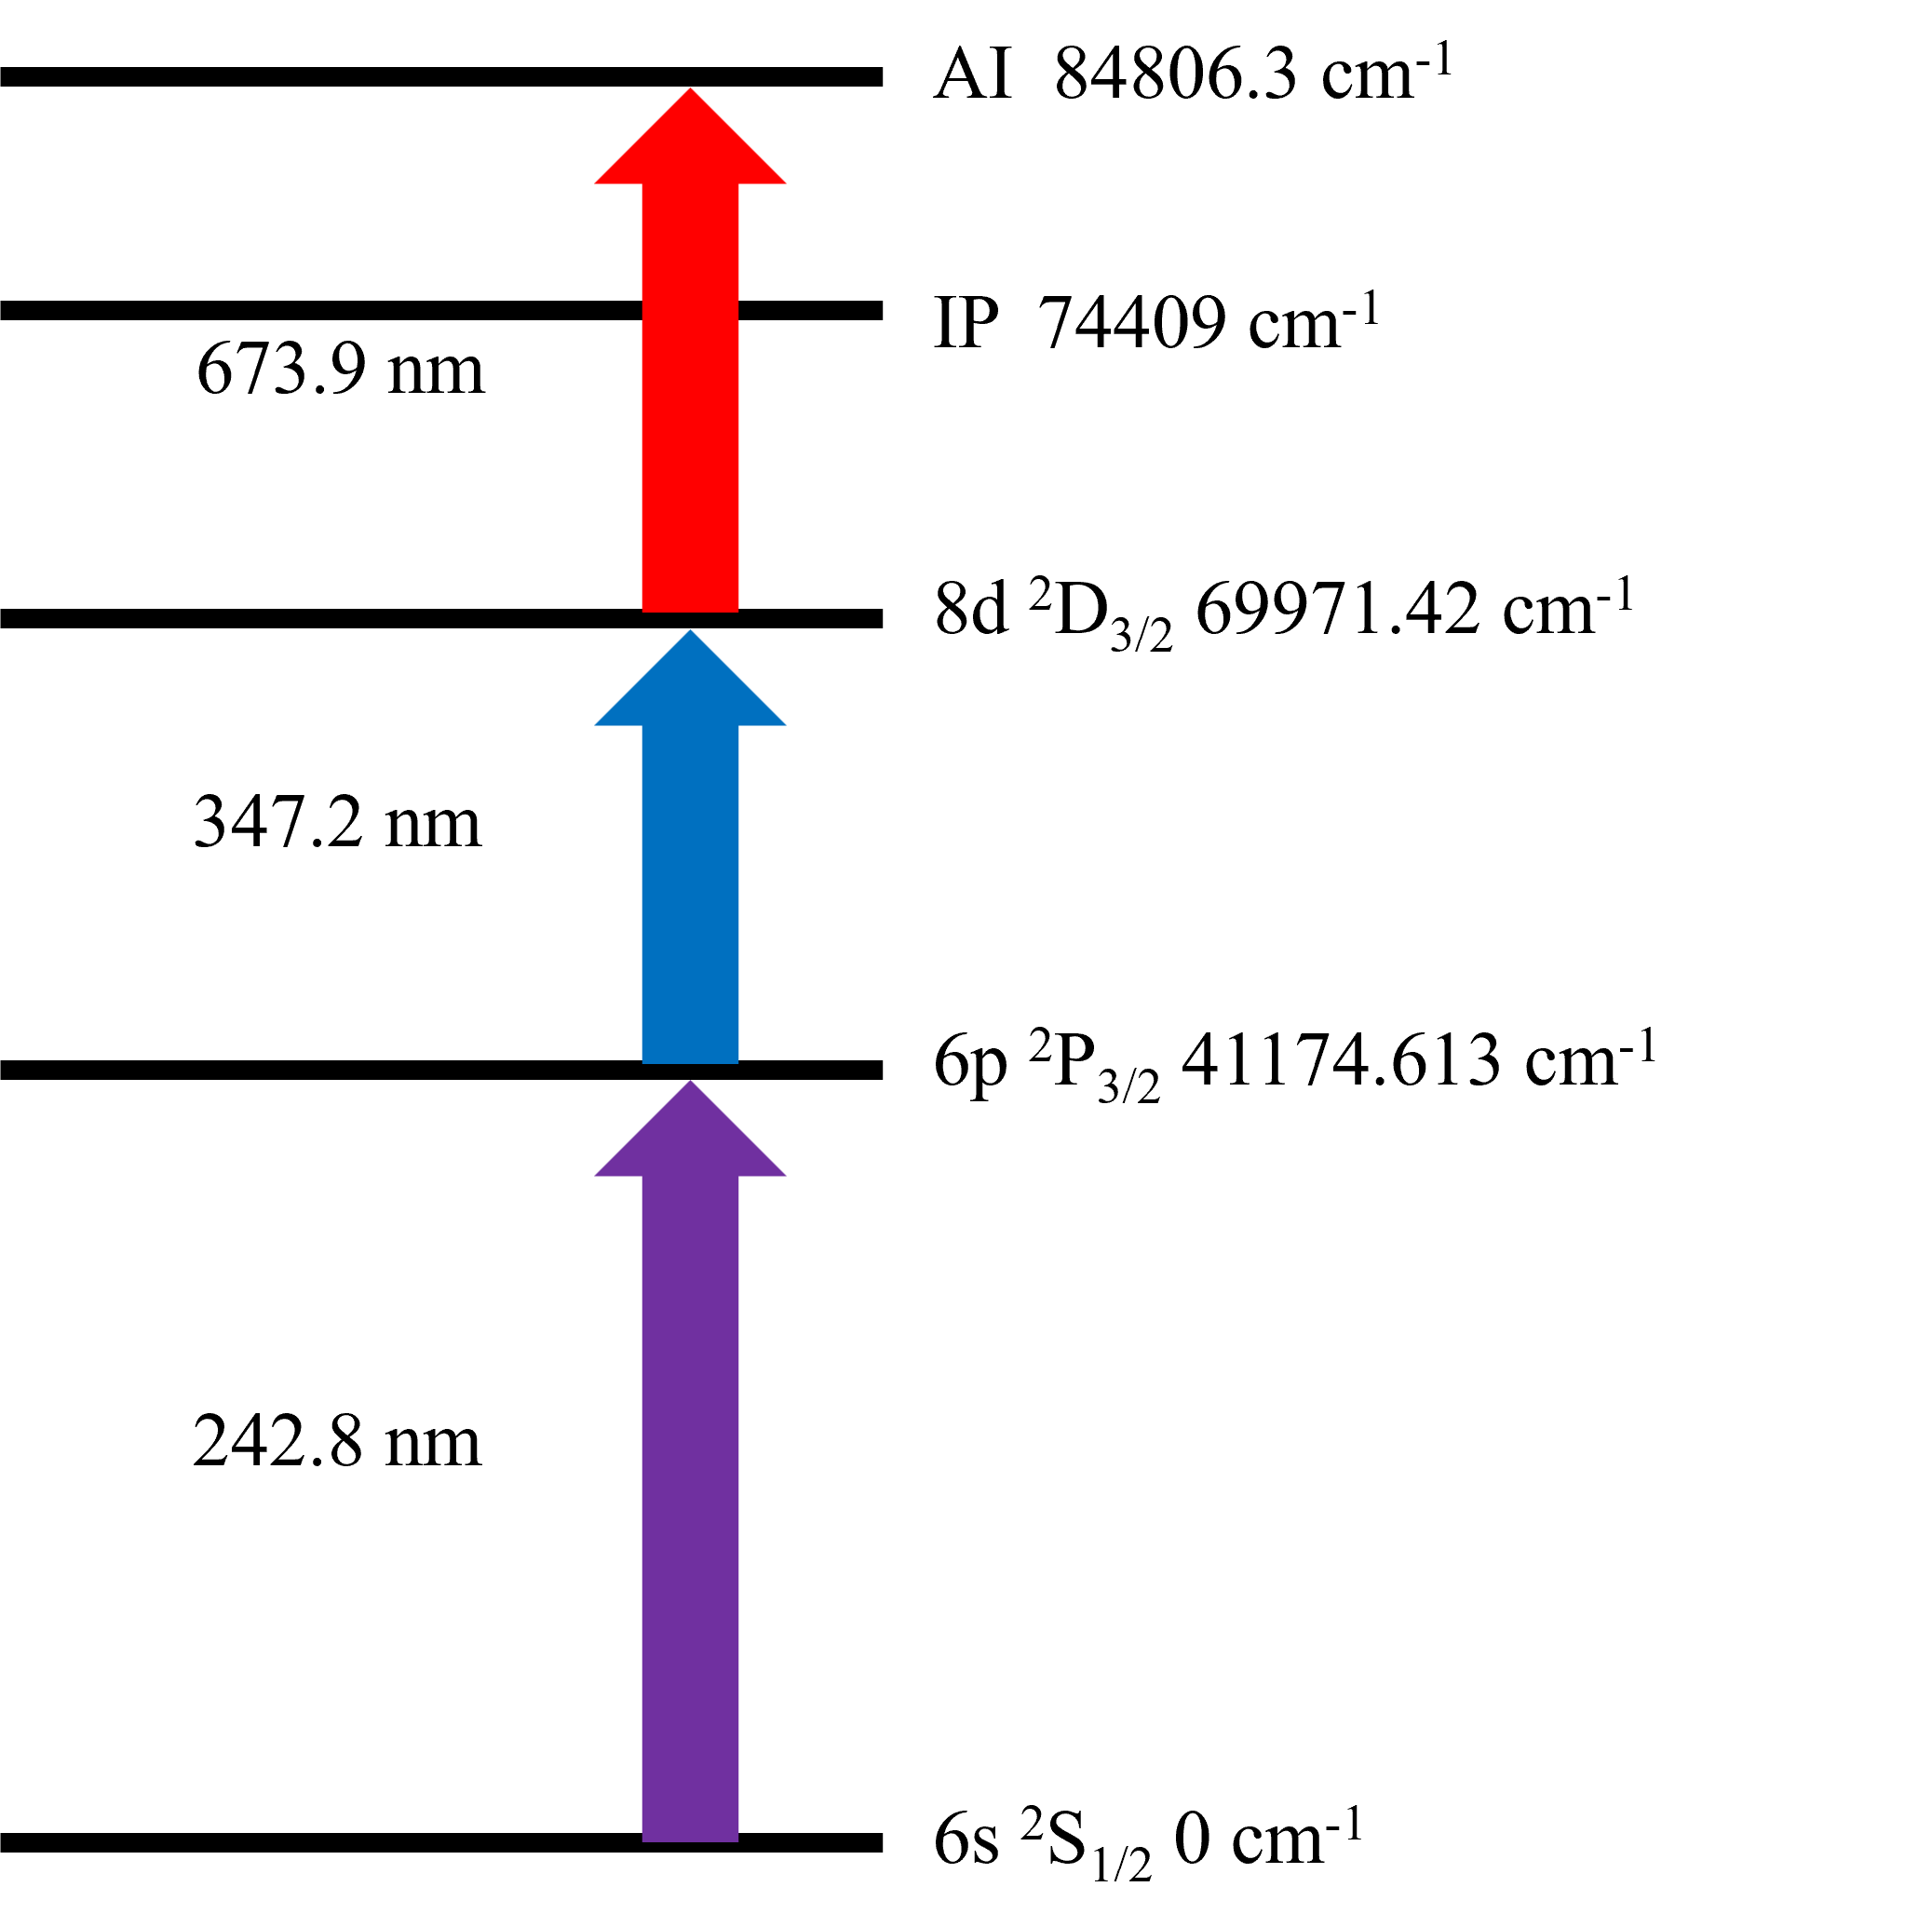 AI 84806.3 cm⁻¹
IP 74409 cm⁻¹
673.9 nm
8d ²D₃/₂ 69971.42 cm⁻¹
347.2 nm
6p ²P₃/₂ 41174.613 cm⁻¹
242.8 nm
6s ²S₁/₂ 0 cm⁻¹